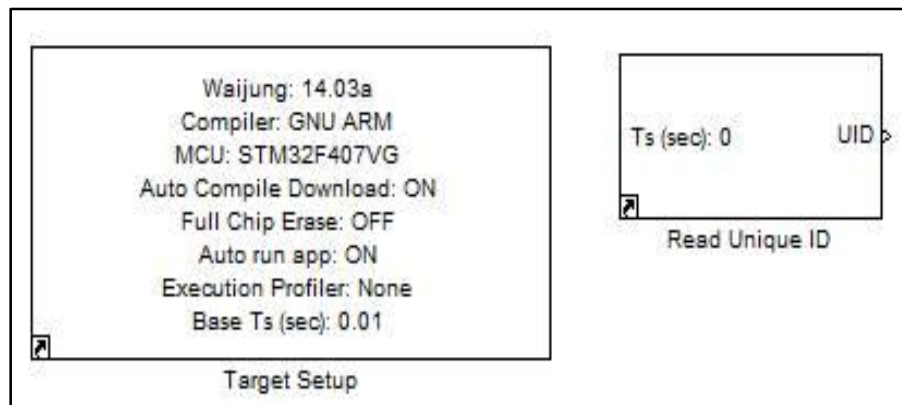 Waijung: 14.03a
Compiler: GNU ARM
MCU: STM32F407VG
Auto Compile Download: ON
Full Chip Erase: OFF
Auto run app: ON
Execution Profiler: None
Base Ts (sec): 0.01
Target Setup
Ts (sec): 0 UID
Read Unique ID